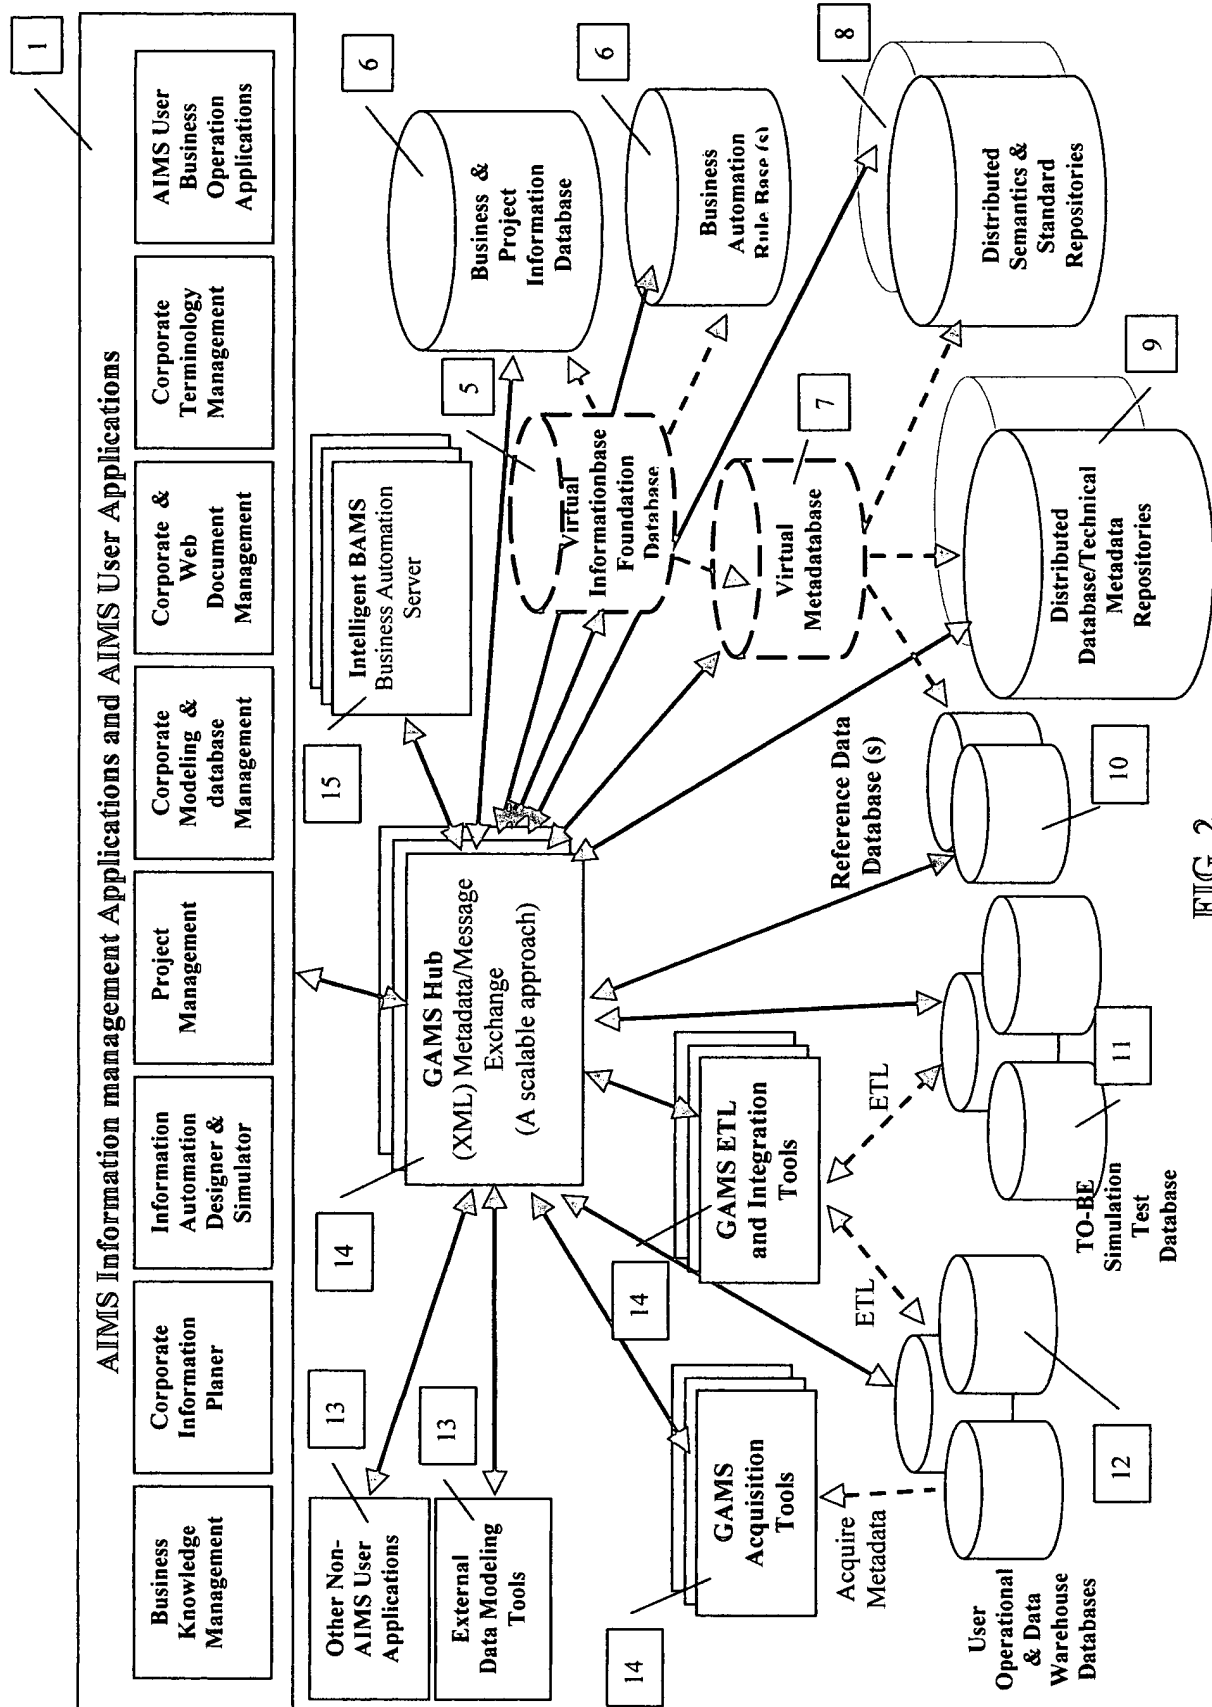 AIMS Information management Applications and AIMS User Applications
1
Business
Knowledge
Management
Corporate
Information
Planer
Information
Automation
Designer &
Simulator
Project
Management
Corporate
Modeling &
database
Management
Corporate &
Web
Document
Management
Corporate
Terminology
Management
AIMS User
Business
Operation
Applications
Other Non-
AIMS User
Applications
13
External
Data Modeling
Tools
13
14
GAMS Hub
(XML) Metadata/Message
Exchange
(A scalable approach)
15
Intelligent BAMS
Business Automation
Server
5
Virtual
Informationbase
Foundation
Database
6
Business &
Project
Information
Database
6
Business
Automation
Rule Base (s)
7
Virtual
Metadatabase
8
Distributed
Semantics &
Standard
Repositories
9
Distributed
Database/Technical
Metadata
Repositories
Reference Data
Database (s)
10
14
GAMS ETL
and Integration
Tools
14
GAMS
Acquisition
Tools
Acquire
Metadata
ETL
ETL
11
TO-BE
Simulation
Test
Database
12
User
Operational
& Data
Warehouse
Databases
FIG. 2